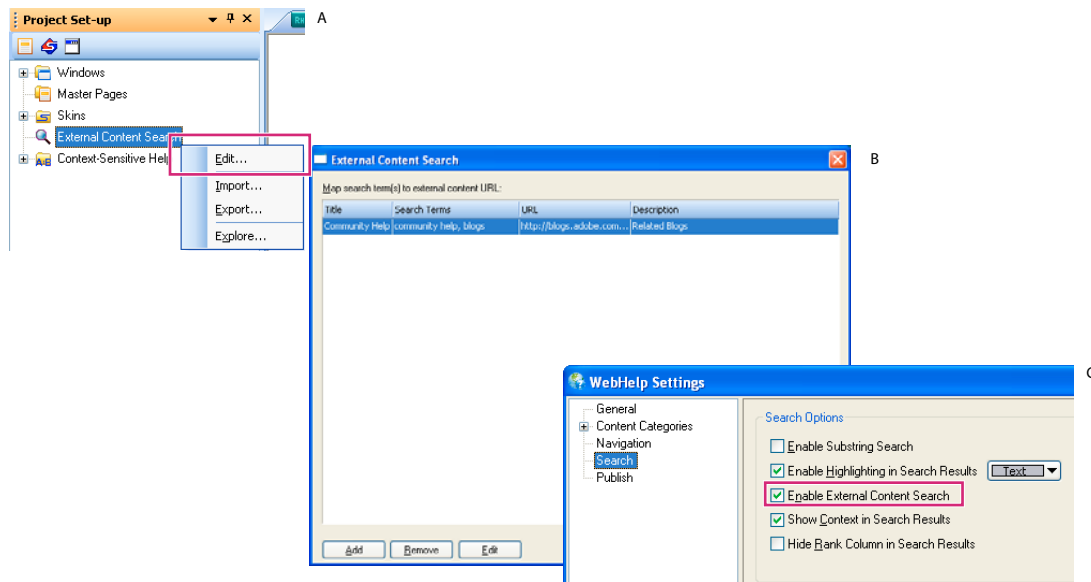 Project Set-up
RH
A
Windows
Master Pages
Skins
External Content Search
Context-Sensitive Help
Edit...
Import...
Export...
Explore...
External Content Search
B
Map search term(s) to external content URL:
Title Search Terms URL Description
Community Help community help, blogs http://blogs.adobe.com... Related Blogs
Add Remove Edit
WebHelp Settings
C
General
Content Categories
Navigation
Search
Publish
Search Options
Enable Substring Search
Enable Highlighting in Search Results Text
Enable External Content Search
Show Context in Search Results
Hide Rank Column in Search Results